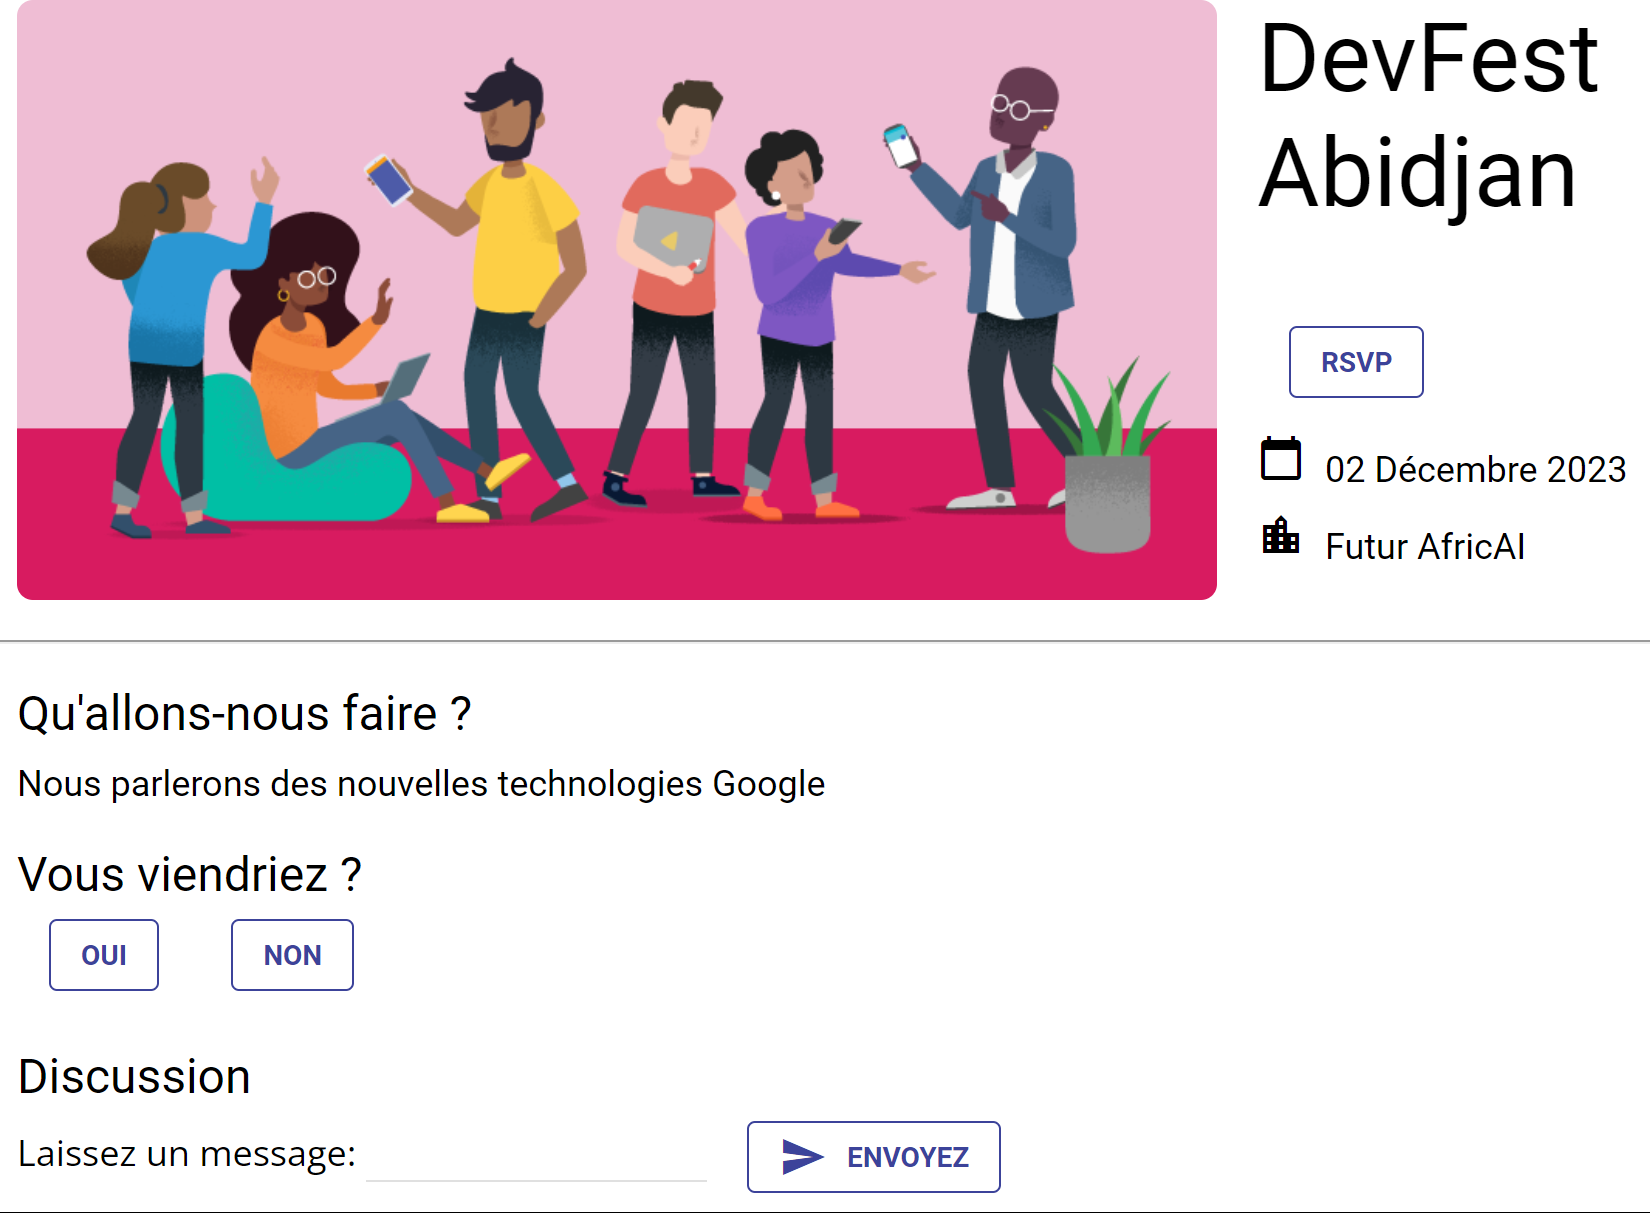 DevFest
Abidjan
RSVP
02 Décembre 2023
Futur AfricAI
Qu'allons-nous faire ?
Nous parlerons des nouvelles technologies Google
Vous viendriez ?
OUI NON
Discussion
Laissez un message:
ENVOYEZ